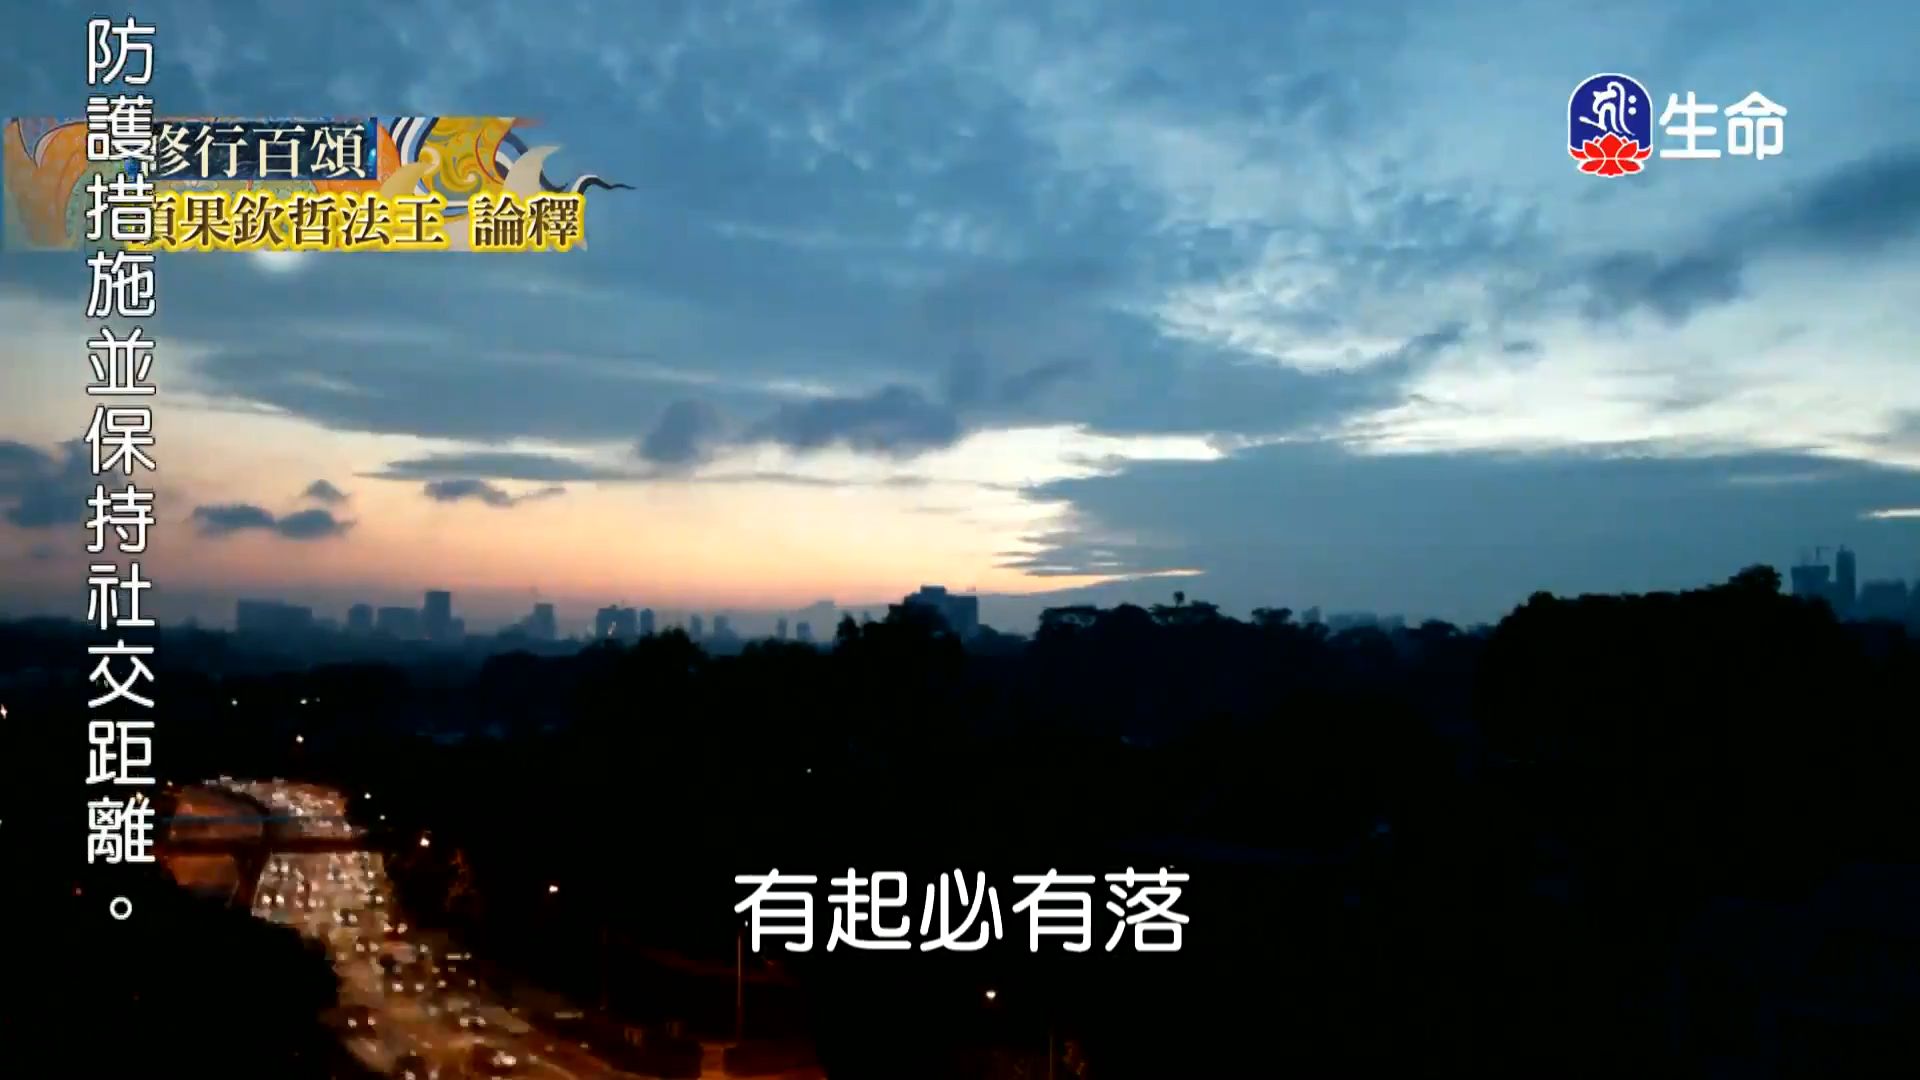 防護措施並保持社交距離。
修行百頌
頂果欽哲法王 論釋
生命
有起必有落